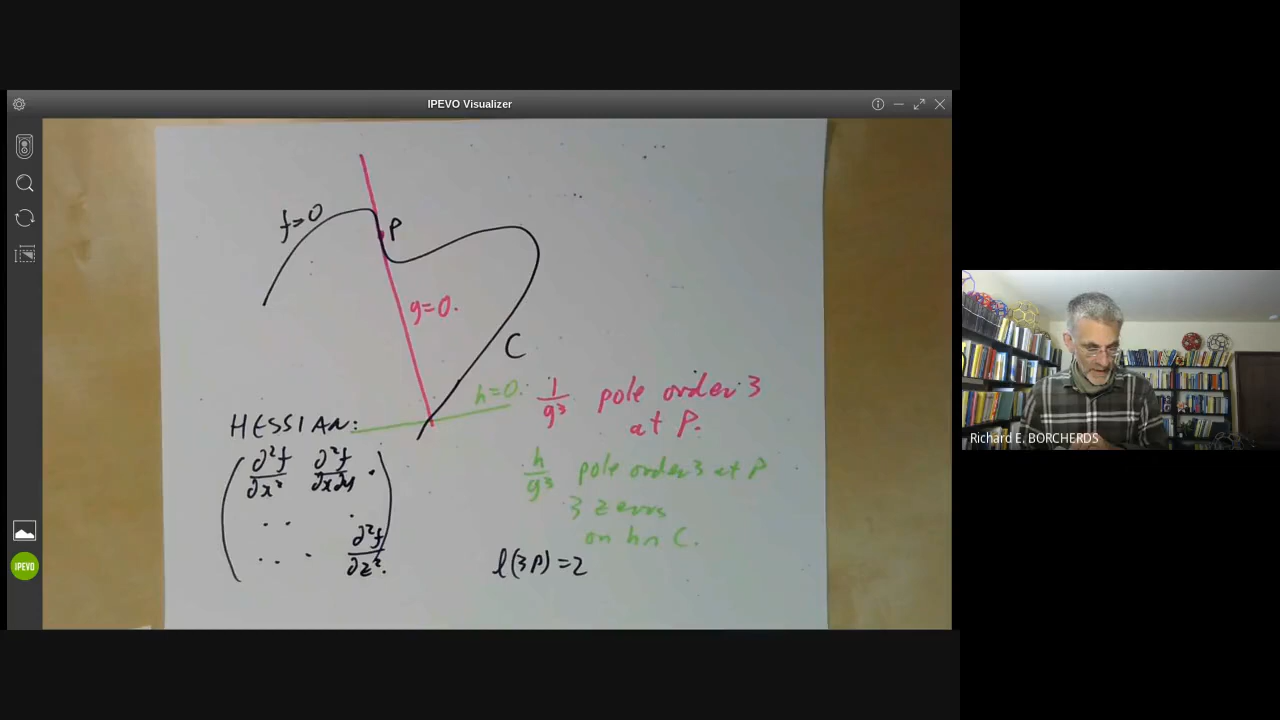 IPEVO Visualizer
f=0
P
g=0.
C
h=0.
1/g³ pole order 3
at P.
HESSIAN:
∂²f/∂x² ∂²f/∂x∂y .
.. .
... ∂²f/∂z².
h/g³ pole order 3 at P
3 zeros
on h∩C.
l(3P)=2
IPEVO
Richard E. BORCHERDS